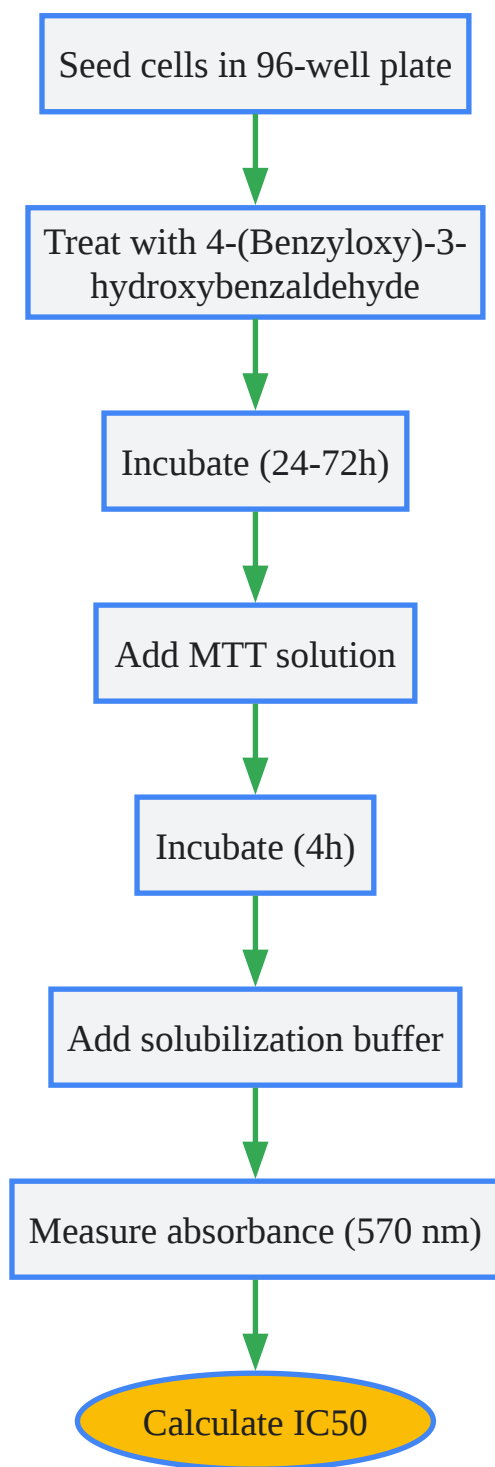 Seed cells in 96-well plate
Treat with 4-(Benzyloxy)-3-
hydroxybenzaldehyde
Incubate (24-72h)
Add MTT solution
Incubate (4h)
Add solubilization buffer
Measure absorbance (570 nm)
Calculate IC50